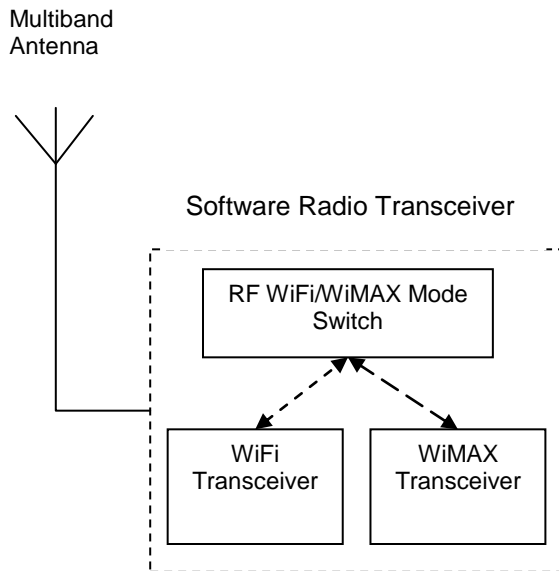 Multiband
Antenna
Software Radio Transceiver
RF WiFi/WiMAX Mode
Switch
WiFi
Transceiver
WiMAX
Transceiver